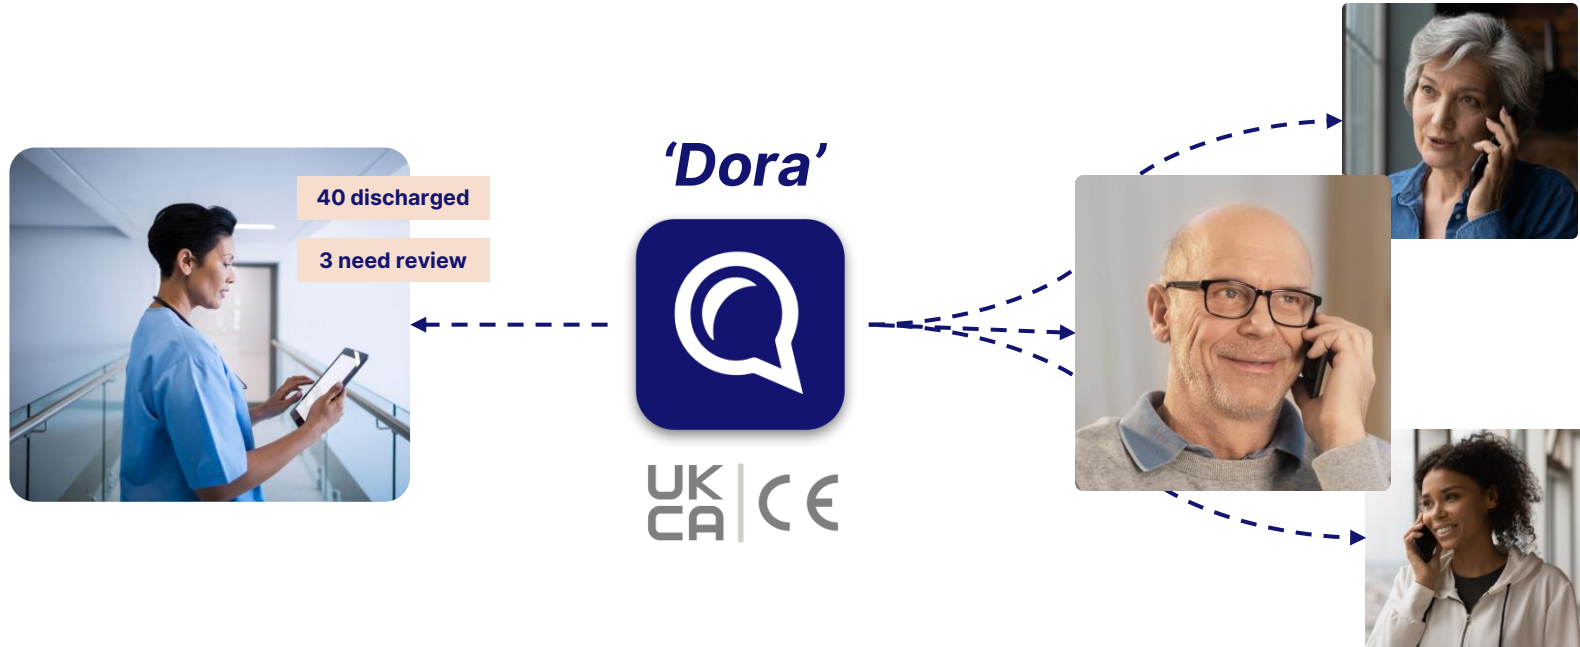 40 discharged
3 need review
‘Dora’
UK
CA
CE